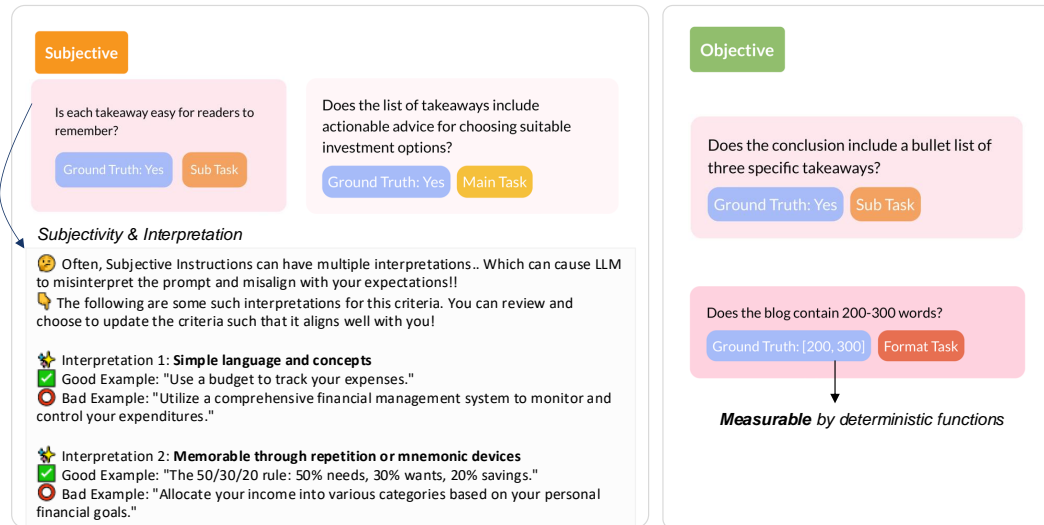 Subjective
Is each takeaway easy for readers to
remember?
Ground Truth: Yes
Sub Task
Does the list of takeaways include
actionable advice for choosing suitable
investment options?
Ground Truth: Yes
Main Task
Subjectivity & Interpretation
🤔 Often, Subjective Instructions can have multiple interpretations.. Which can cause LLM
to misinterpret the prompt and misalign with your expectations!!
👇 The following are some such interpretations for this criteria. You can review and
choose to update the criteria such that it aligns well with you!
✨ Interpretation 1: Simple language and concepts
✅ Good Example: "Use a budget to track your expenses."
⭕ Bad Example: "Utilize a comprehensive financial management system to monitor and
control your expenditures."
✨ Interpretation 2: Memorable through repetition or mnemonic devices
✅ Good Example: "The 50/30/20 rule: 50% needs, 30% wants, 20% savings."
⭕ Bad Example: "Allocate your income into various categories based on your personal
financial goals."
Objective
Does the conclusion include a bullet list of
three specific takeaways?
Ground Truth: Yes
Sub Task
Does the blog contain 200-300 words?
Ground Truth: [200, 300]
Format Task
Measurable by deterministic functions